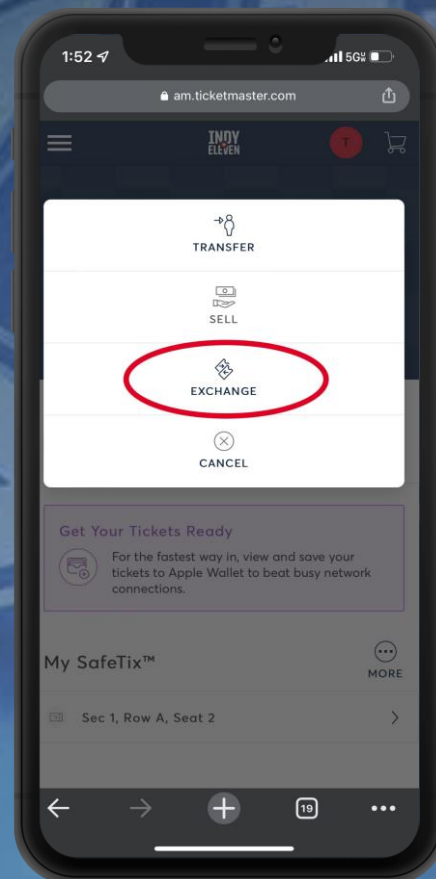 1:52
5G
am.ticketmaster.com
INDY
ELEVEN
T
TRANSFER
SELL
EXCHANGE
CANCEL
Get Your Tickets Ready
For the fastest way in, view and save your
tickets to Apple Wallet to beat busy network
connections.
My SafeTix™
MORE
Sec 1, Row A, Seat 2
19